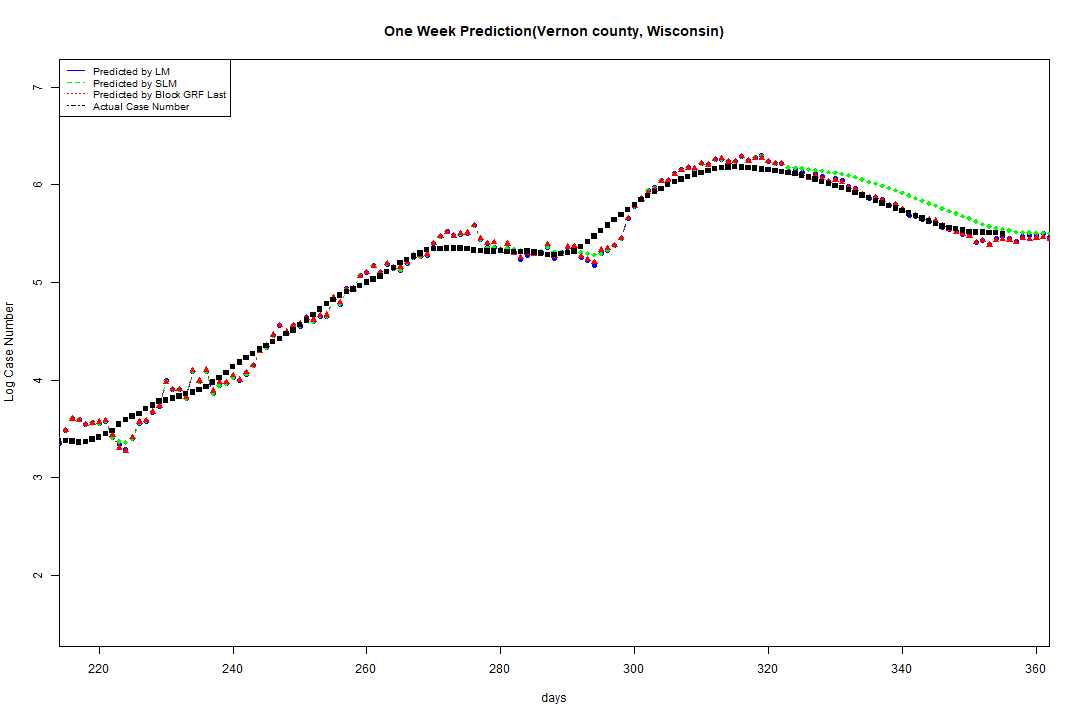 One Week Prediction(Vernon county, Wisconsin)
Predicted by LM
Predicted by SLM
Predicted by Block GRF Last
Actual Case Number
7
6
5
4
3
2
Log Case Number
220 240 260 280 300 320 340 360
days